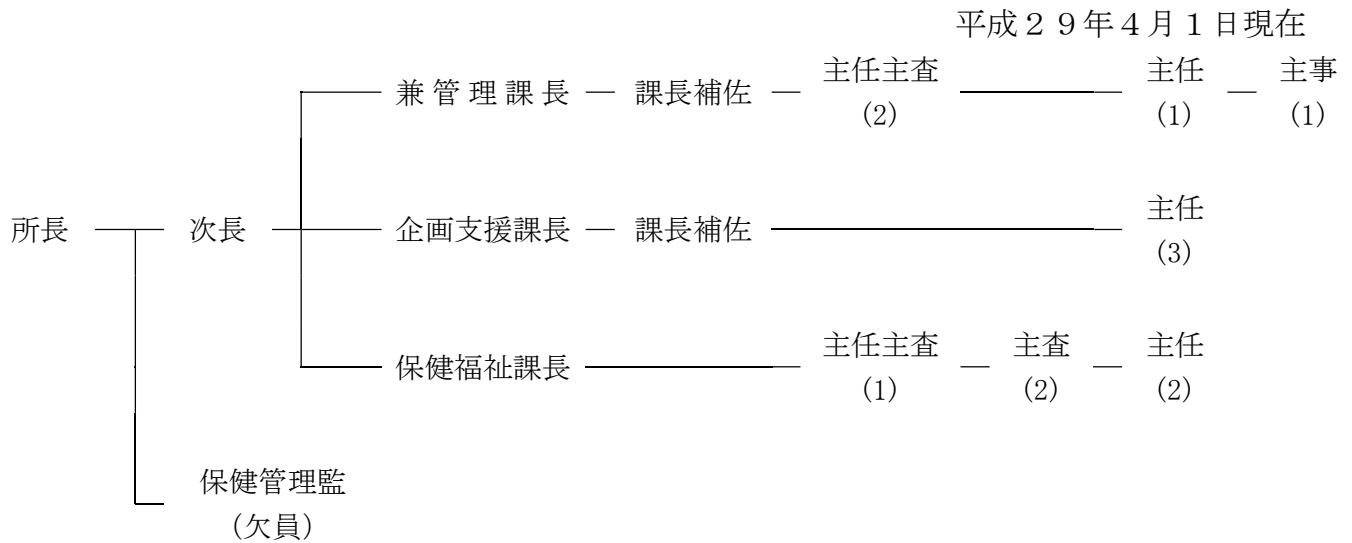 平成２９年４月１日現在
兼管理課長 課長補佐 主任主査 主任 主事
(2) (1) (1)
所長 次長 企画支援課長 課長補佐 主任
(3)
保健福祉課長 主任主査 主査 主任
(1) (2) (2)
保健管理監
(欠員)